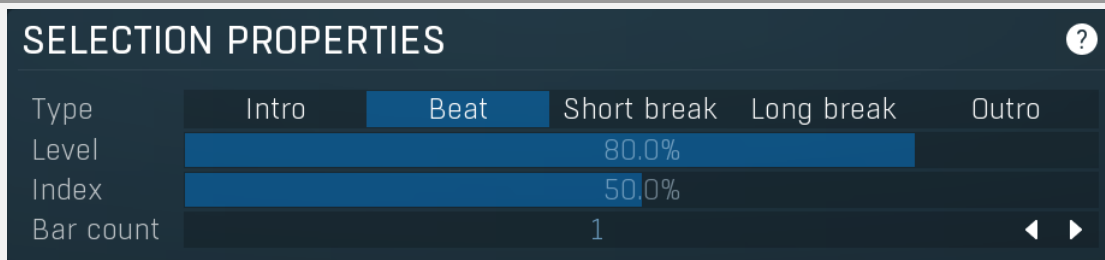 SELECTION PROPERTIES ?
Type Intro Beat Short break Long break Outro
Level 80.0%
Index 50.0%
Bar count 1